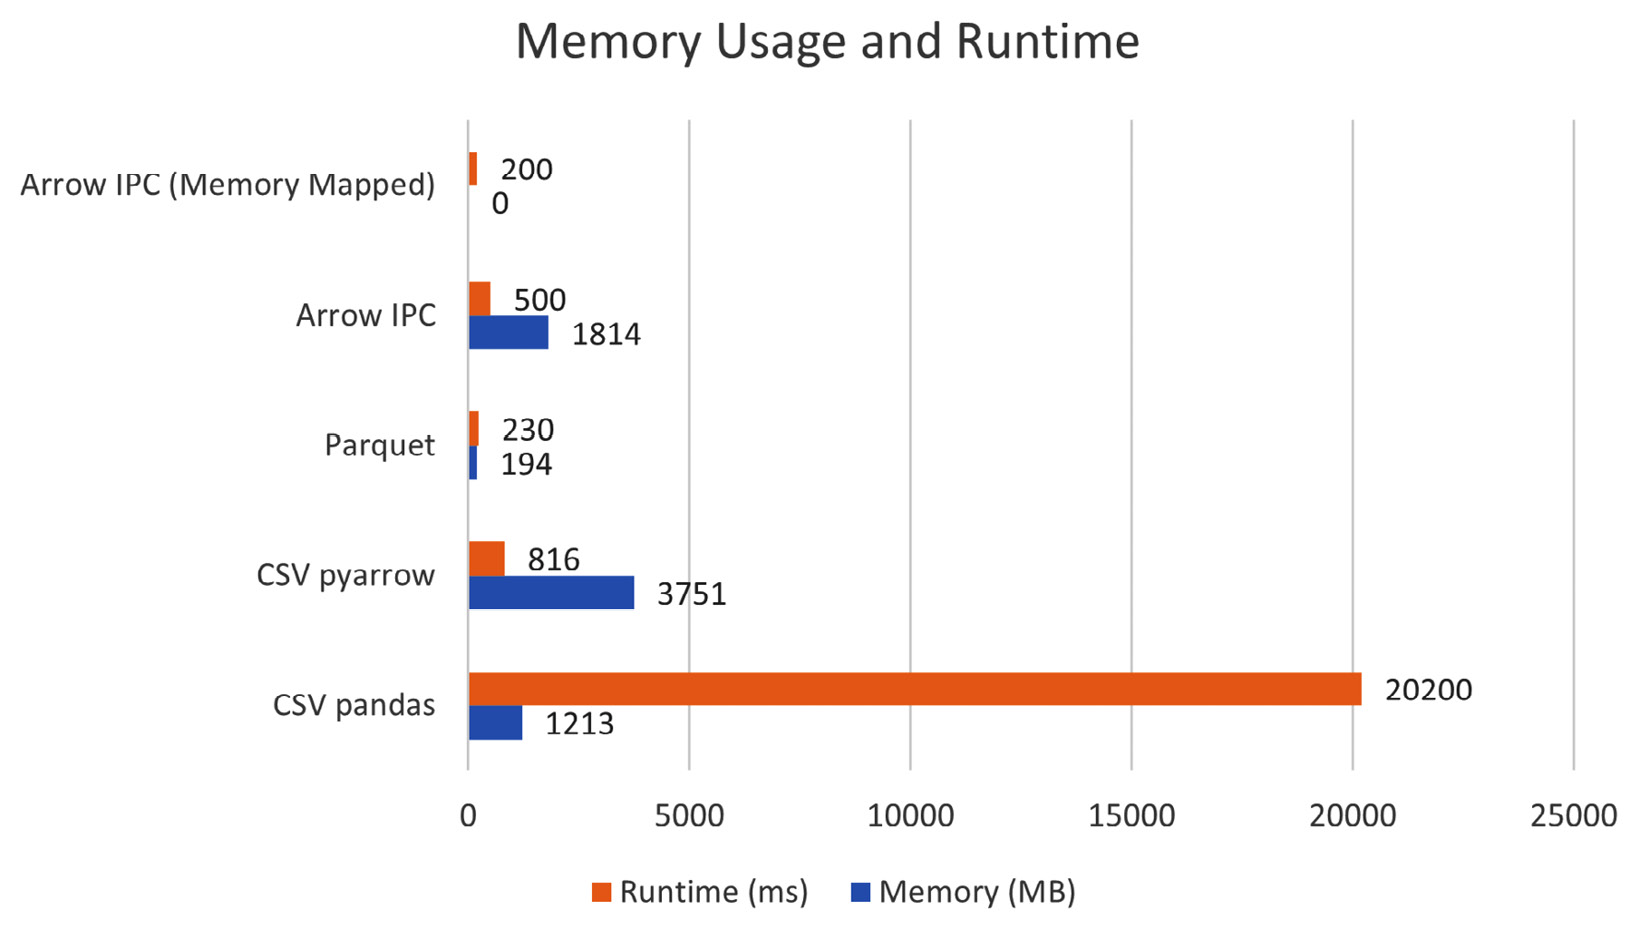 Memory Usage and Runtime
Arrow IPC (Memory Mapped)
200
0
Arrow IPC
500
1814
Parquet
230
194
CSV pyarrow
816
3751
CSV pandas
20200
1213
0 5000 10000 15000 20000 25000
Runtime (ms) Memory (MB)